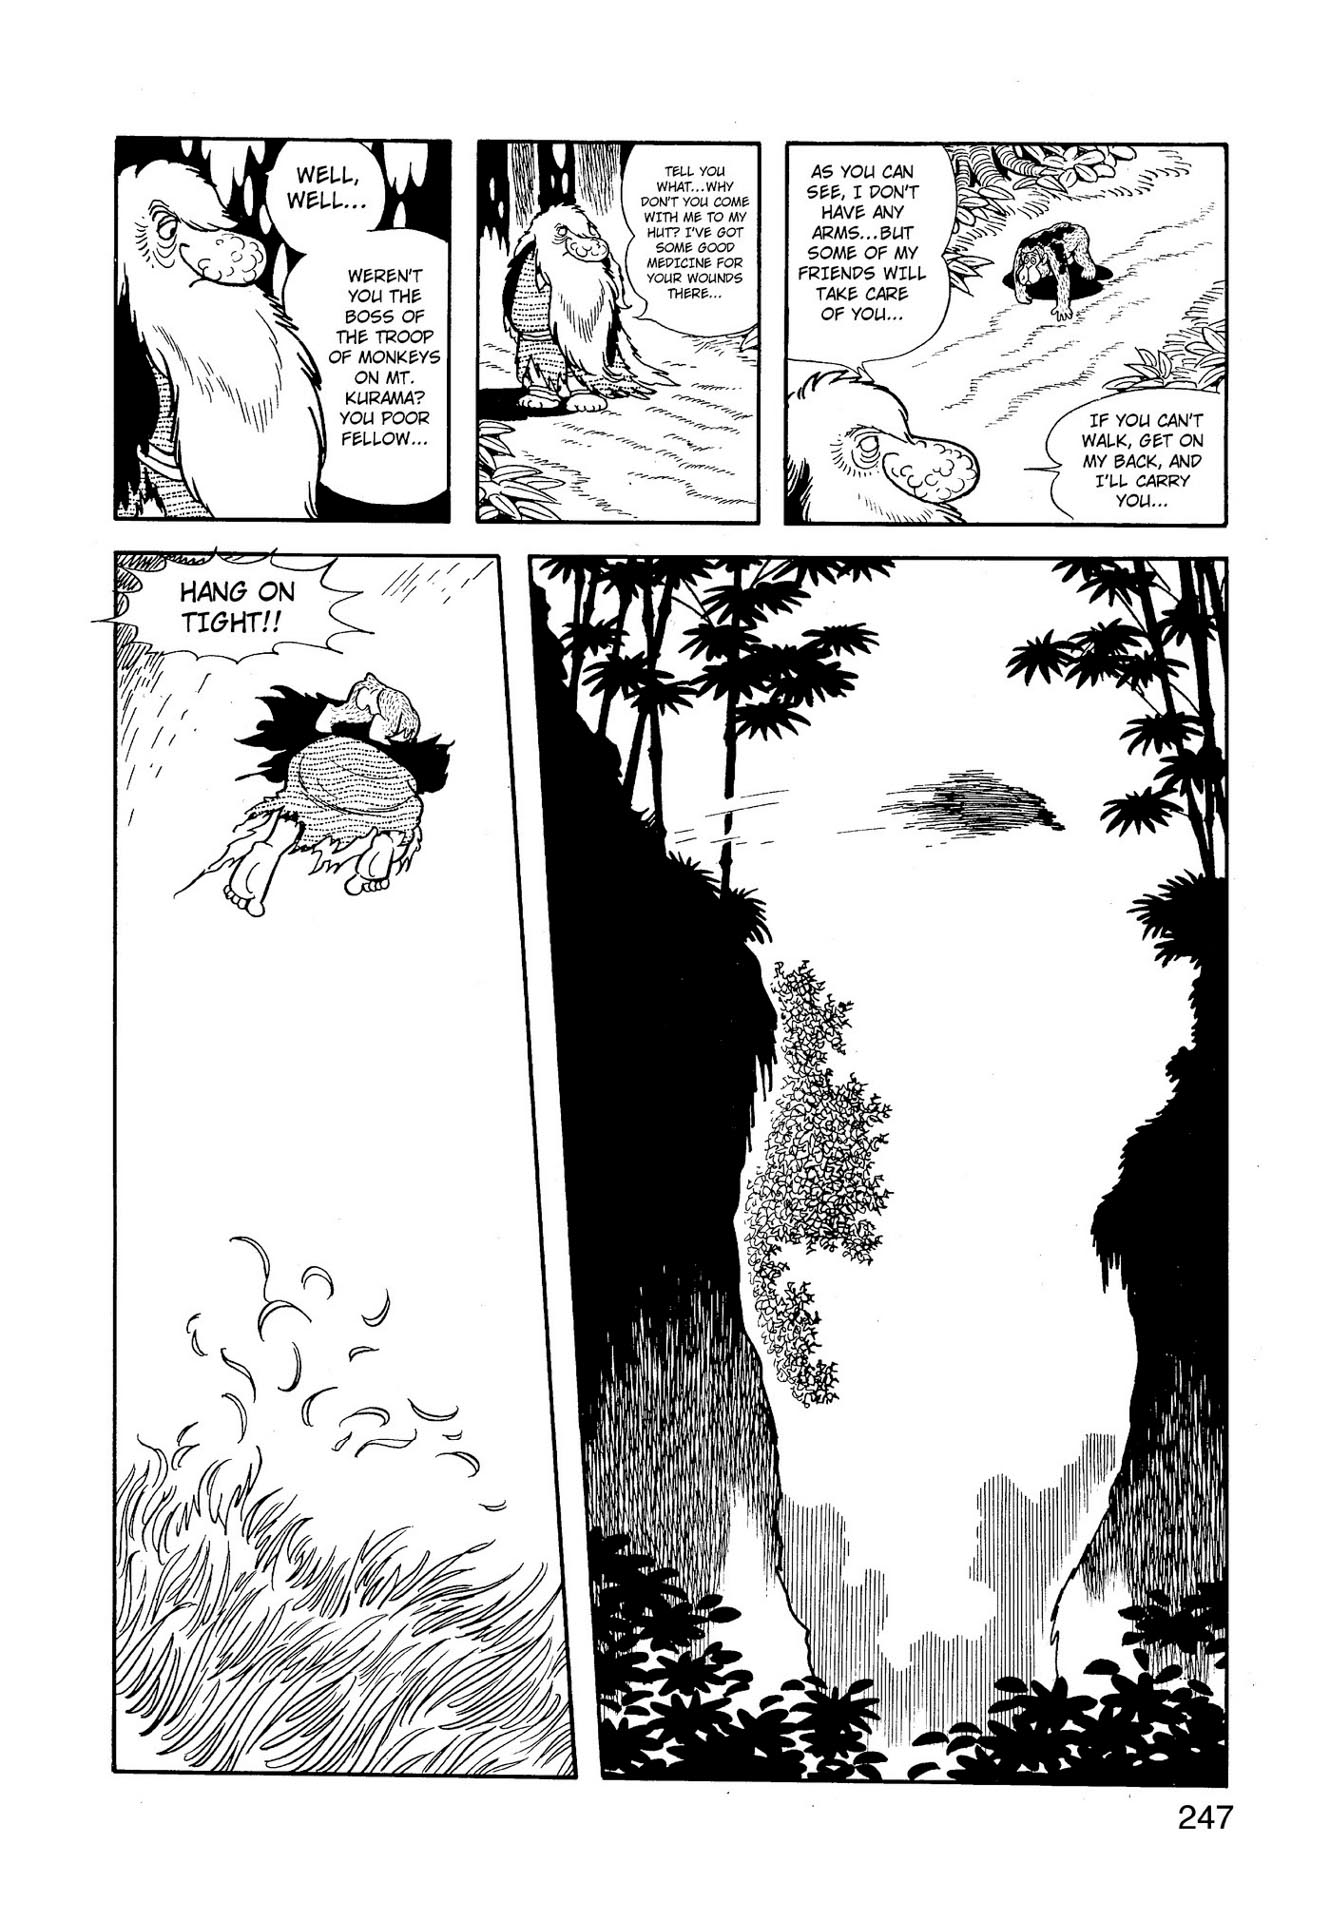 WELL,
WELL...
WEREN'T
YOU THE
BOSS OF
THE TROOP
OF MONKEYS
ON MT.
KURAMA?
YOU POOR
FELLOW...
TELL YOU
WHAT...WHY
DON'T YOU COME
WITH ME TO MY
HUT? I'VE GOT
SOME GOOD
MEDICINE FOR
YOUR WOUNDS
THERE...
AS YOU CAN
SEE, I DON'T
HAVE ANY
ARMS...BUT
SOME OF MY
FRIENDS WILL
TAKE CARE
OF YOU...
IF YOU CAN'T
WALK, GET ON
MY BACK, AND
I'LL CARRY
YOU...
HANG ON
TIGHT!!
247